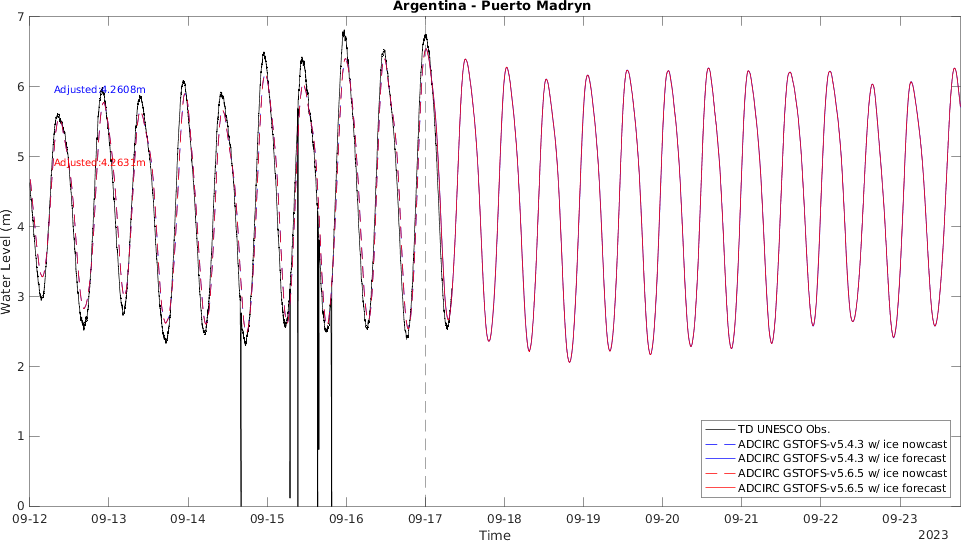 Argentina - Puerto Madryn
7
6
5
4
3
2
1
0
Water Level (m)
Adjusted:4.2608m
Adjusted:4.2631m
TD UNESCO Obs.
ADCIRC GSTOFS-v5.4.3 w/ ice nowcast
ADCIRC GSTOFS-v5.4.3 w/ ice forecast
ADCIRC GSTOFS-v5.6.5 w/ ice nowcast
ADCIRC GSTOFS-v5.6.5 w/ ice forecast
09-12 09-13 09-14 09-15 09-16 09-17 09-18 09-19 09-20 09-21 09-22 09-23
Time
2023